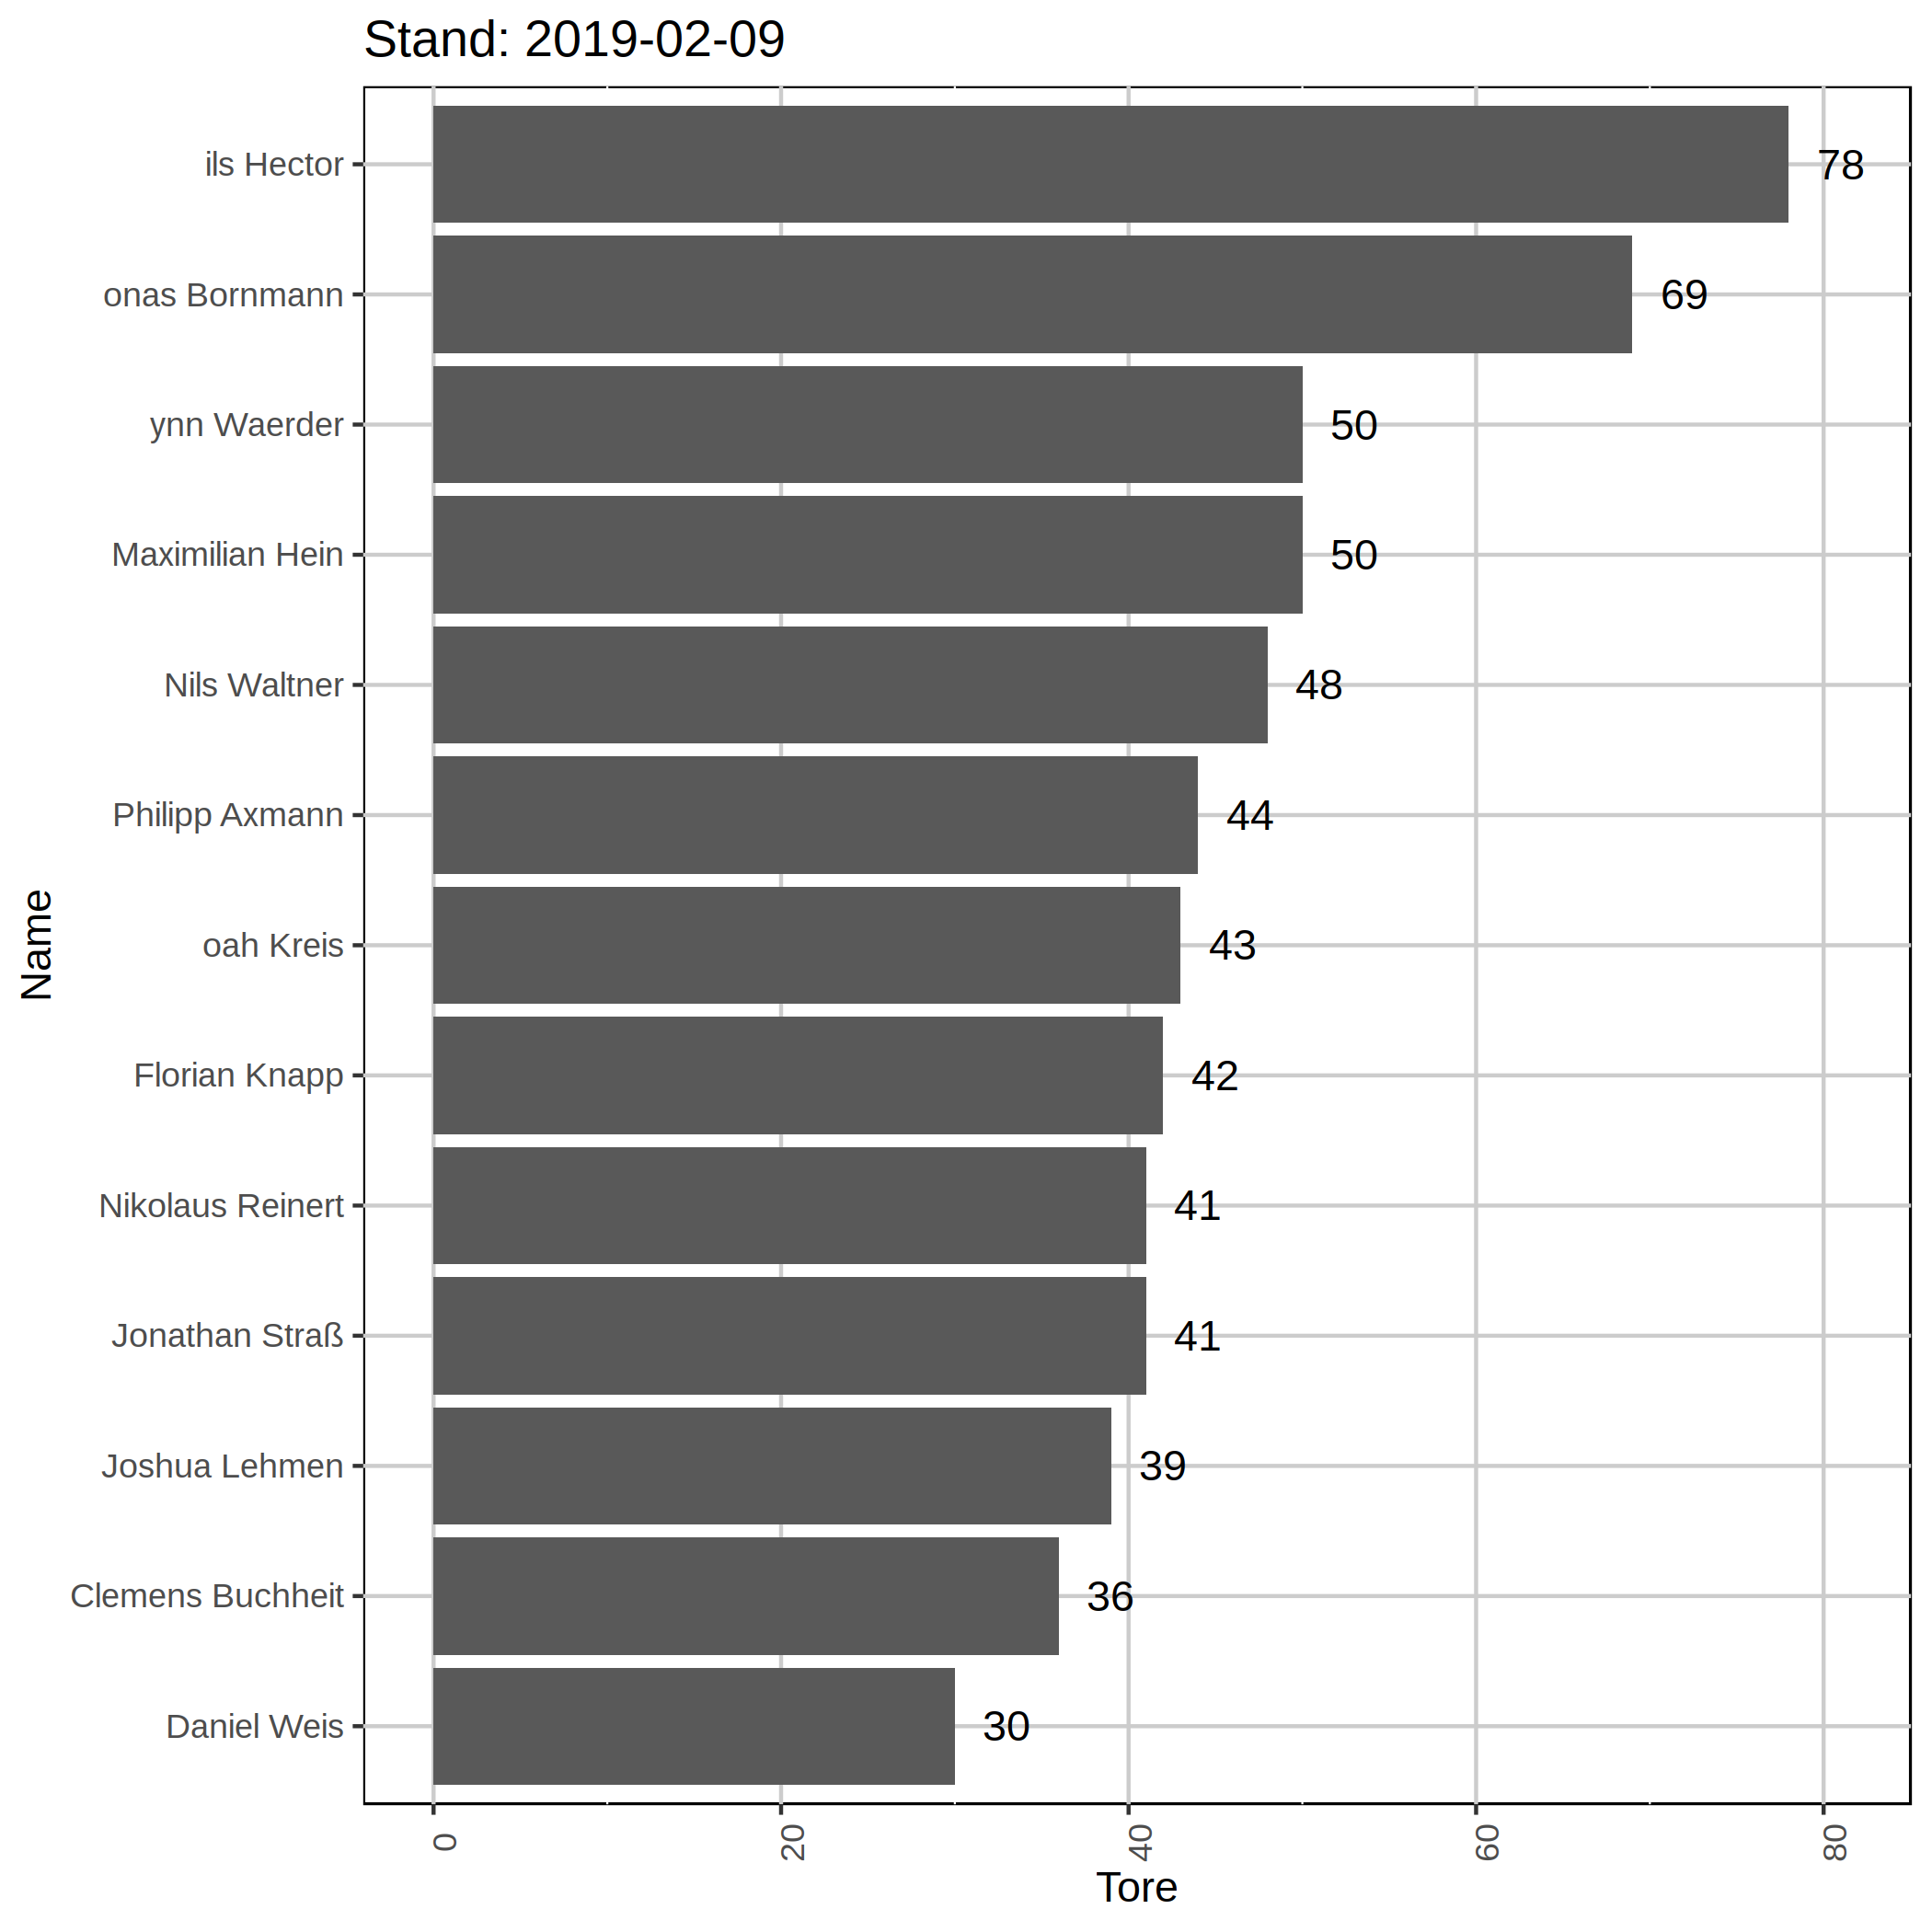 Stand: 2019-02-09
ils Hector 78
onas Bornmann 69
ynn Waerder 50
Maximilian Hein 50
Nils Waltner 48
Philipp Axmann 44
oah Kreis 43
Florian Knapp 42
Nikolaus Reinert 41
Jonathan Straß 41
Joshua Lehmen 39
Clemens Buchheit 36
Daniel Weis 30
Name
0 20 40 60 80
Tore